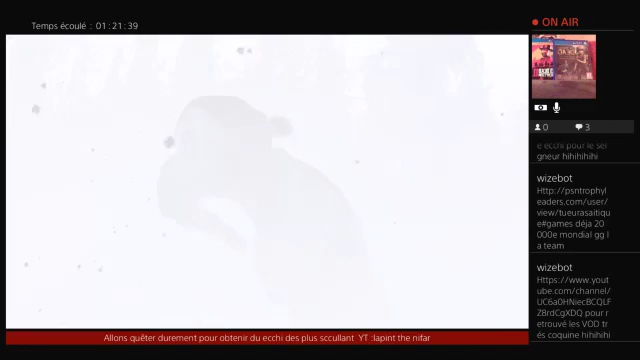 Temps écoulé : 01:21:39
ON AIR
0
3
e ecchi pour le sei
gneur hihihihihi
wizebot
Http://psntrophyl
eaders.com/user/
view/tueurasaitiqu
e#games déja 20
000e mondial gg l
a team
wizebot
Https://www.yout
ube.com/channel/
UC6a0HNiecBCQLF
ZBrdCgXDQ pour r
etrouvé les VOD tr
és coquine hihihihi
Allons quêter durement pour obtenir du ecchi des plus sccullant YT :lapint the nifar